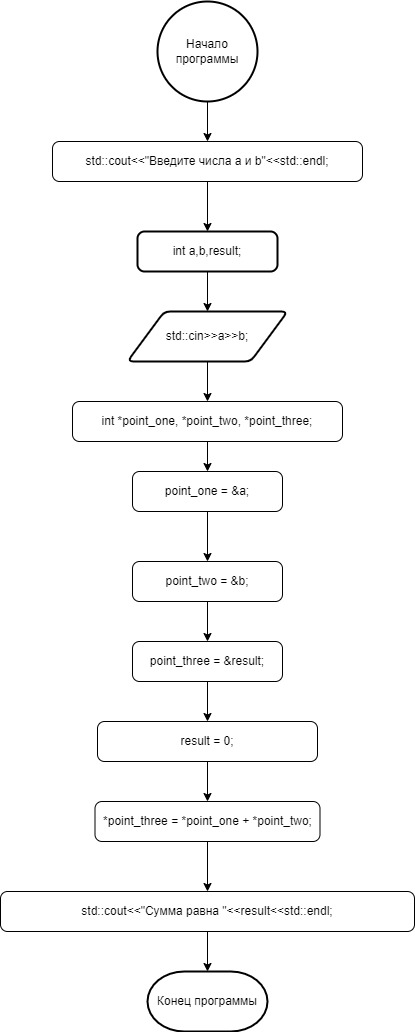 Начало
программы
std::cout<<"Введите числа a и b"<<std::endl;
int a,b,result;
std::cin>>a>>b;
int *point_one, *point_two, *point_three;
point_one = &a;
point_two = &b;
point_three = &result;
result = 0;
*point_three = *point_one + *point_two;
std::cout<<"Сумма равна "<<result<<std::endl;
Конец программы